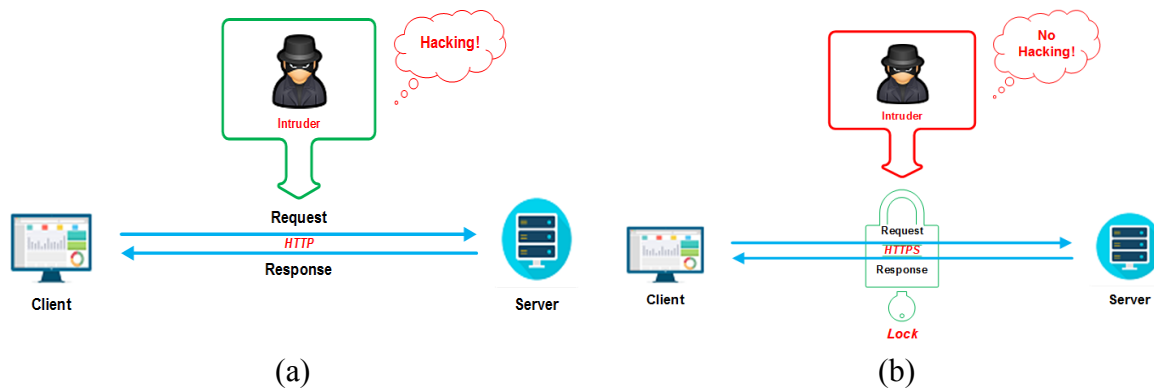 Hacking!
Intruder
Request
HTTP
Response
Client
Server
(a)
No
Hacking!
Intruder
Request
HTTPS
Response
Client
Server
Lock
(b)